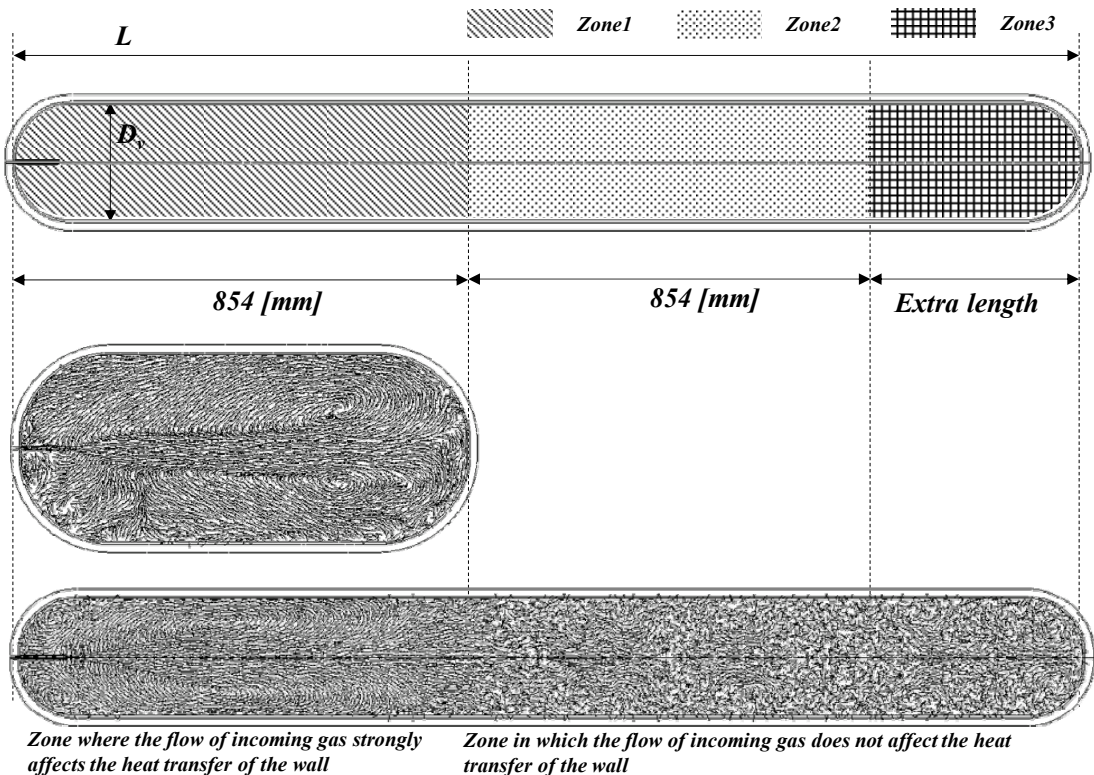 Zone1 Zone2 Zone3
L
D_v
854 [mm] 854 [mm] Extra length
Zone where the flow of incoming gas strongly
affects the heat transfer of the wall
Zone in which the flow of incoming gas does not affect the heat
transfer of the wall